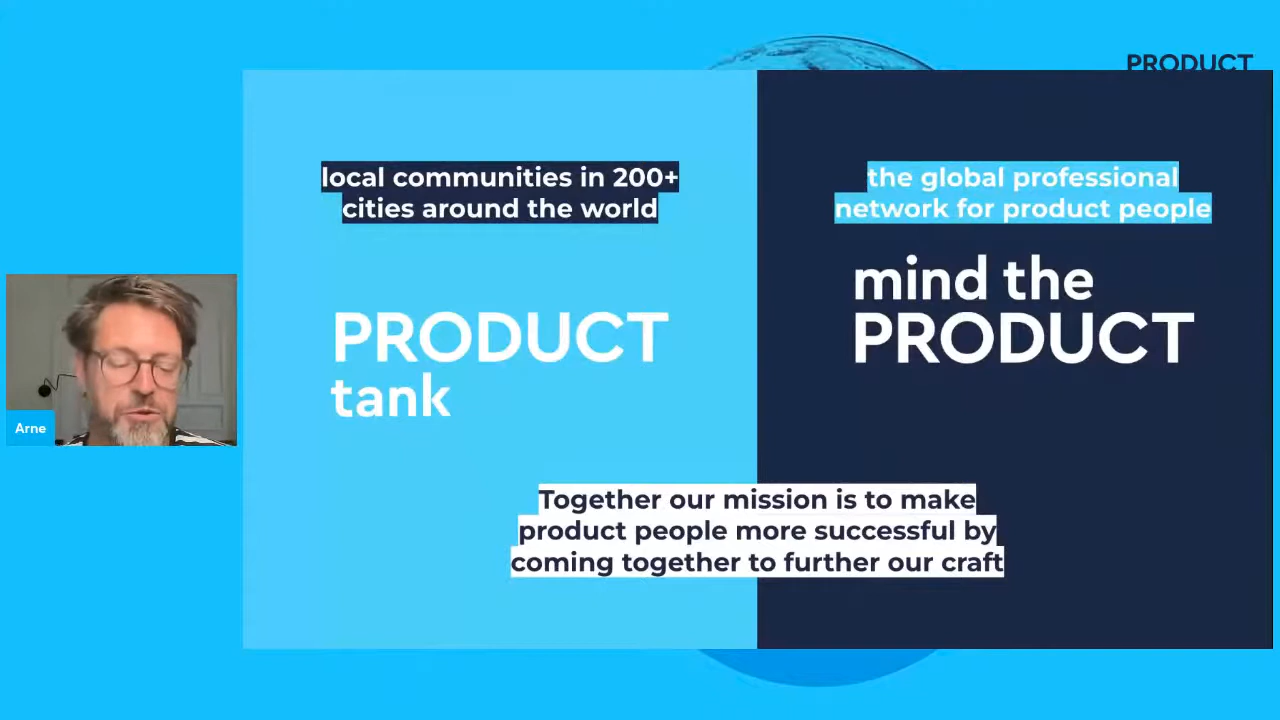 PRODUCT
local communities in 200+
cities around the world
PRODUCT
tank
the global professional
network for product people
mind the
PRODUCT
Together our mission is to make
product people more successful by
coming together to further our craft
Arne